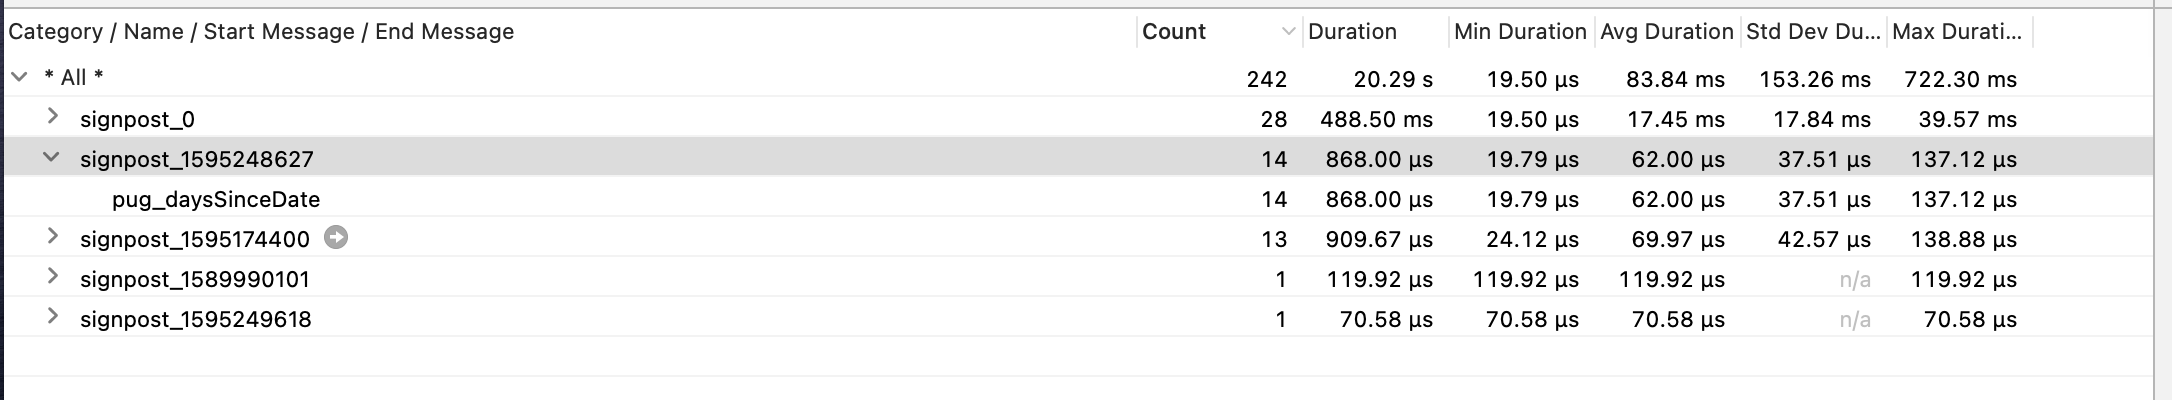 Category / Name / Start Message / End Message Count Duration Min Duration Avg Duration Std Dev Du... Max Durati...
* All * 242 20.29 s 19.50 µs 83.84 ms 153.26 ms 722.30 ms
signpost_0 28 488.50 ms 19.50 µs 17.45 ms 17.84 ms 39.57 ms
signpost_1595248627 14 868.00 µs 19.79 µs 62.00 µs 37.51 µs 137.12 µs
pug_daysSinceDate 14 868.00 µs 19.79 µs 62.00 µs 37.51 µs 137.12 µs
signpost_1595174400 13 909.67 µs 24.12 µs 69.97 µs 42.57 µs 138.88 µs
signpost_1589990101 1 119.92 µs 119.92 µs 119.92 µs n/a 119.92 µs
signpost_1595249618 1 70.58 µs 70.58 µs 70.58 µs n/a 70.58 µs